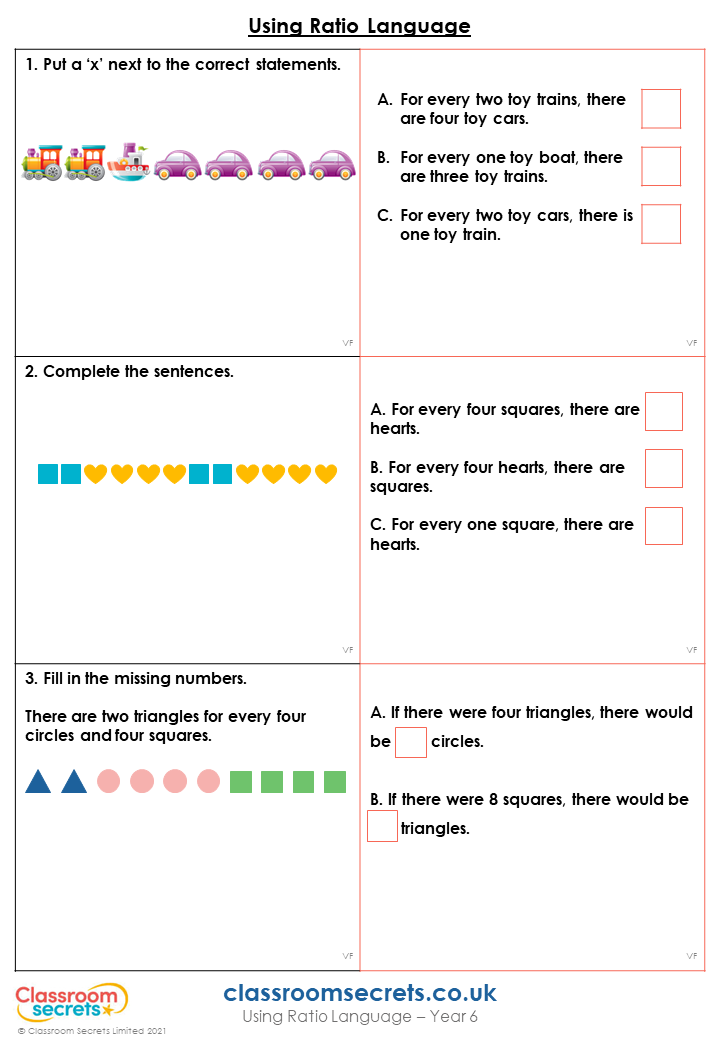 Using Ratio Language
1. Put a ‘x’ next to the correct statements.
A. For every two toy trains, there
are four toy cars.
B. For every one toy boat, there
are three toy trains.
C. For every two toy cars, there is
one toy train.
VF
VF
2. Complete the sentences.
A. For every four squares, there are
hearts.
B. For every four hearts, there are
squares.
C. For every one square, there are
hearts.
VF
VF
3. Fill in the missing numbers.
There are two triangles for every four
circles and four squares.
A. If there were four triangles, there would
be circles.
B. If there were 8 squares, there would be
triangles.
VF
VF
Classroom
secrets
© Classroom Secrets Limited 2021
classroomsecrets.co.uk
Using Ratio Language – Year 6